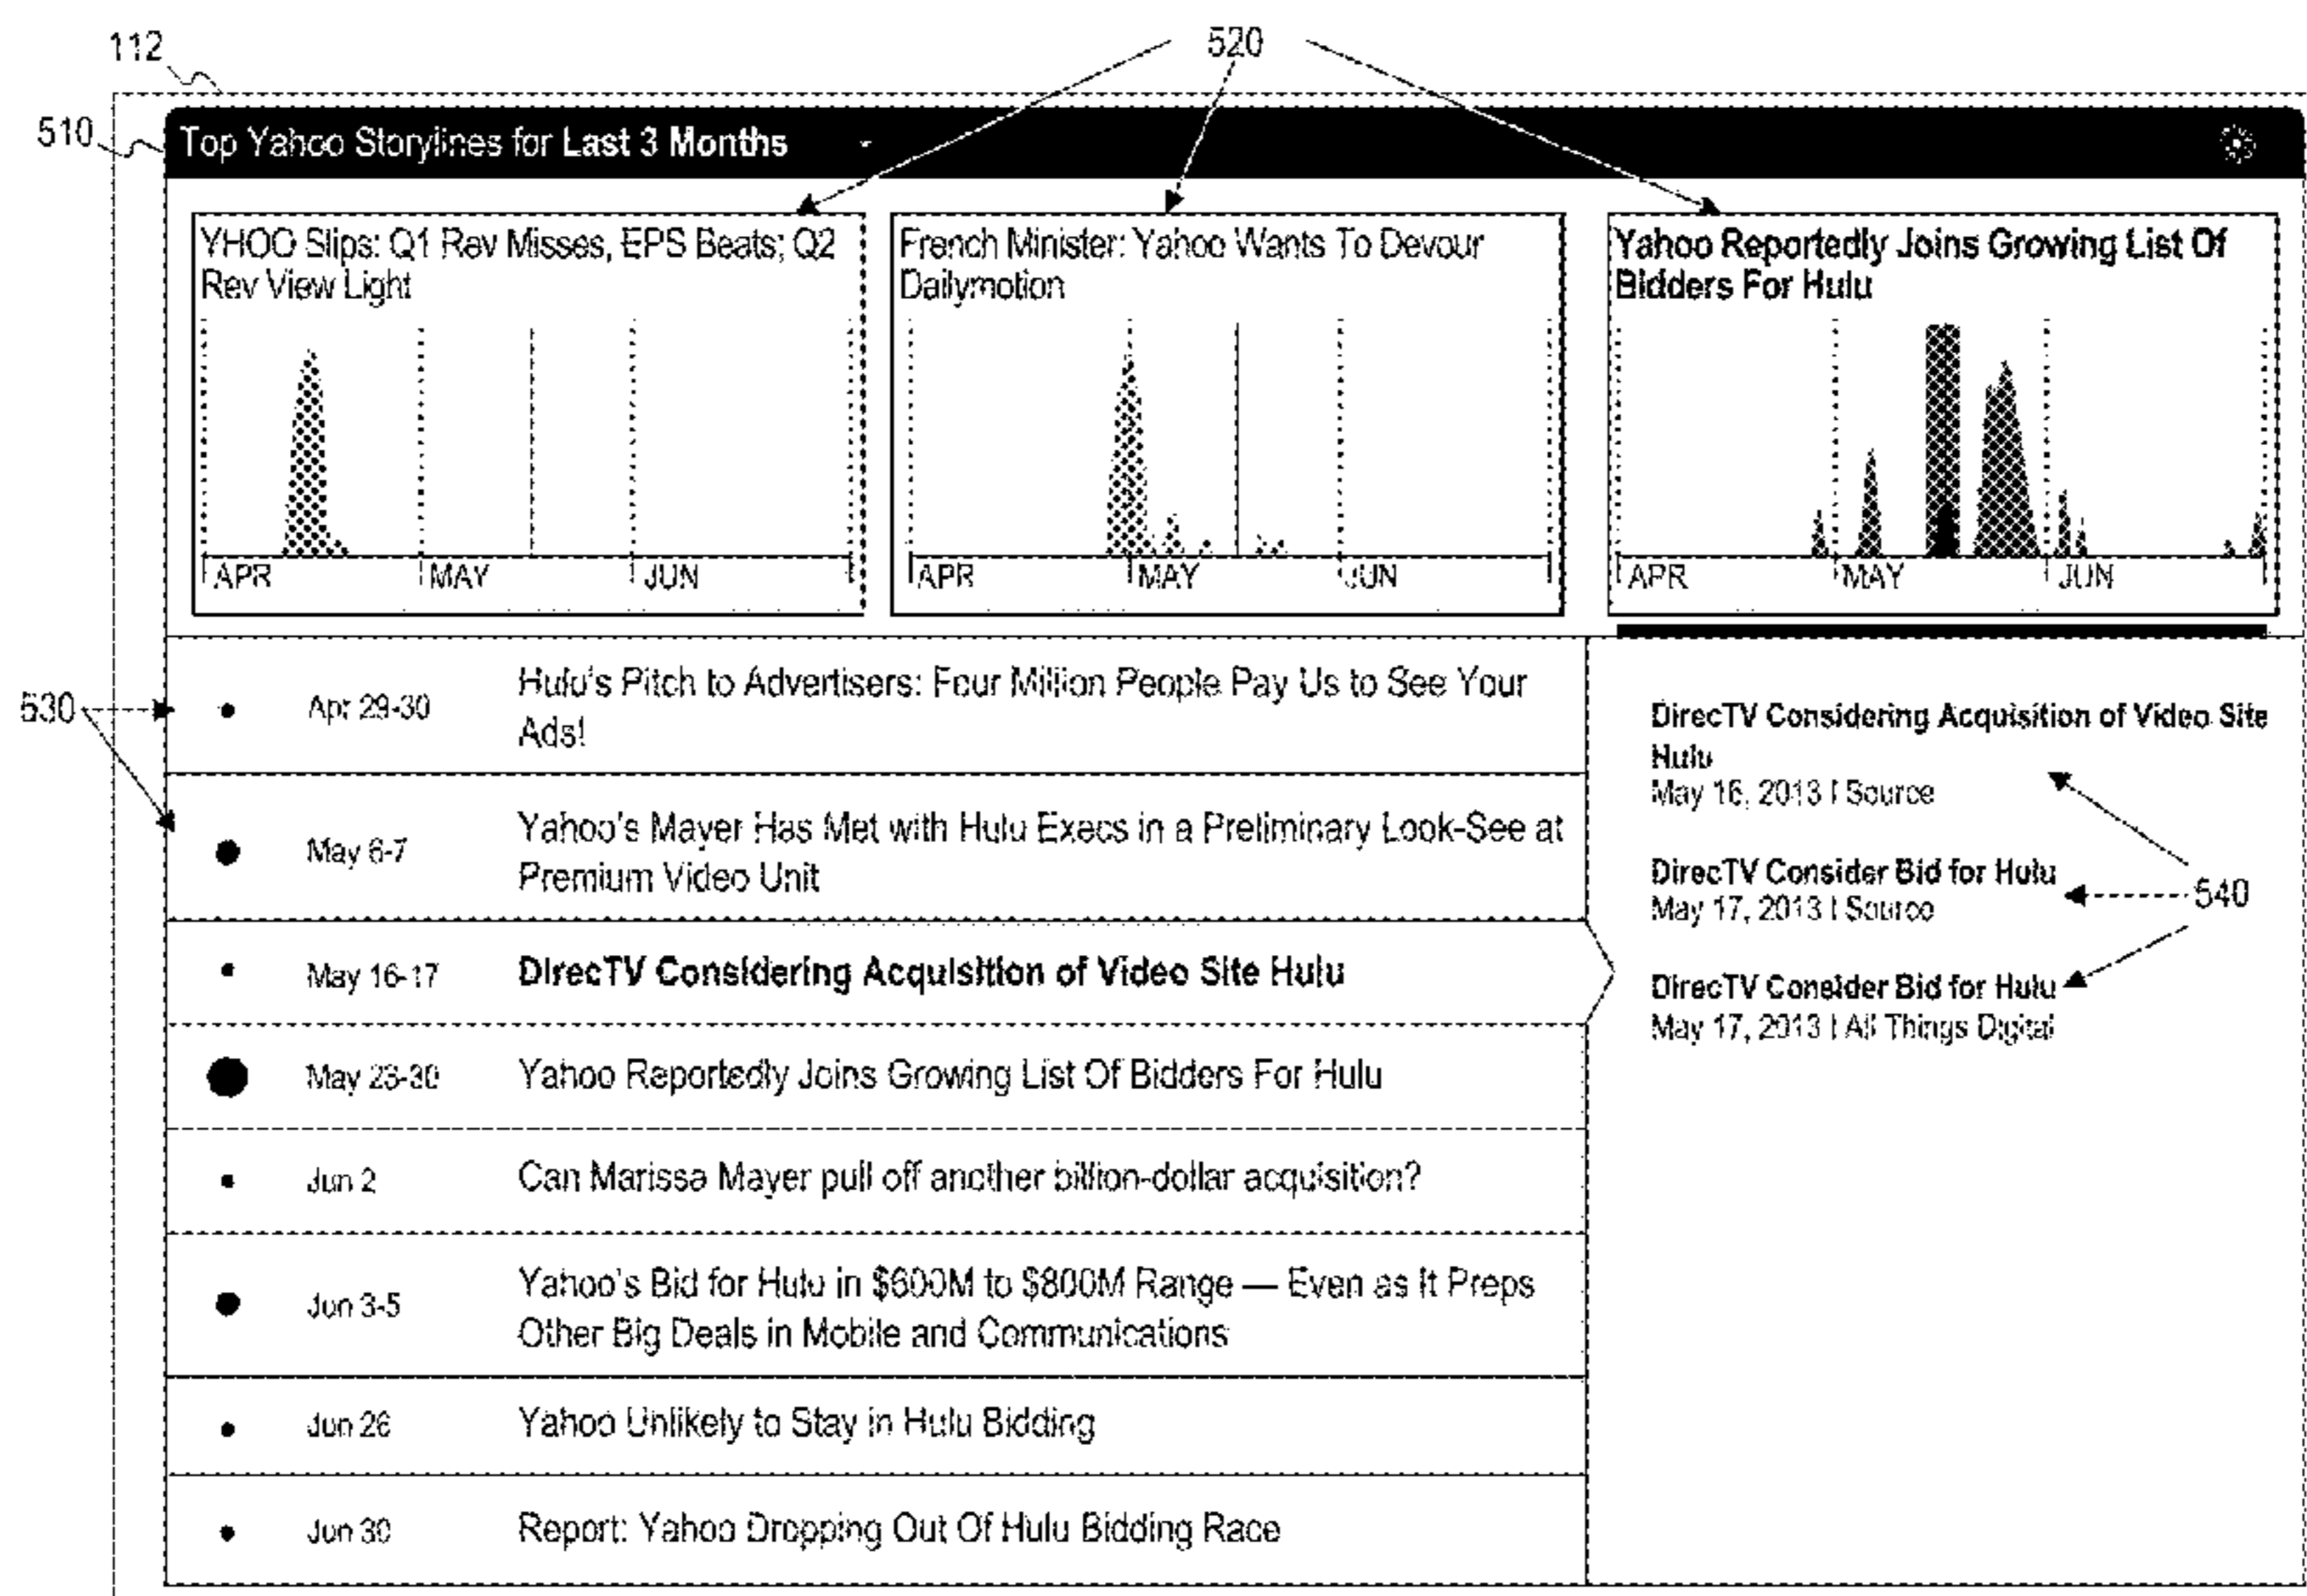 112
520
510
Top Yahoo Storylines for Last 3 Months
YHOO Slips: Q1 Rev Misses, EPS Beats; Q2
Rev View Light
APR MAY JUN
French Minister: Yahoo Wants To Devour
Dailymotion
APR MAY JUN
Yahoo Reportedly Joins Growing List Of
Bidders For Hulu
APR MAY JUN
530
Apr 29-30
Hulu's Pitch to Advertisers: Four Million People Pay Us to See Your
Ads!
May 6-7
Yahoo's Mayer Has Met with Hulu Execs in a Preliminary Look-See at
Premium Video Unit
May 16-17
DirecTV Considering Acquisition of Video Site Hulu
May 23-30
Yahoo Reportedly Joins Growing List Of Bidders For Hulu
Jun 2
Can Marissa Mayer pull off another billion-dollar acquisition?
Jun 3-5
Yahoo's Bid for Hulu in $600M to $800M Range — Even as It Preps
Other Big Deals in Mobile and Communications
Jun 26
Yahoo Unlikely to Stay in Hulu Bidding
Jun 30
Report: Yahoo Dropping Out Of Hulu Bidding Race
DirecTV Considering Acquisition of Video Site
Hulu
May 16, 2013 | Source
DirecTV Consider Bid for Hulu
May 17, 2013 | Source
540
DirecTV Consider Bid for Hulu
May 17, 2013 | All Things Digital